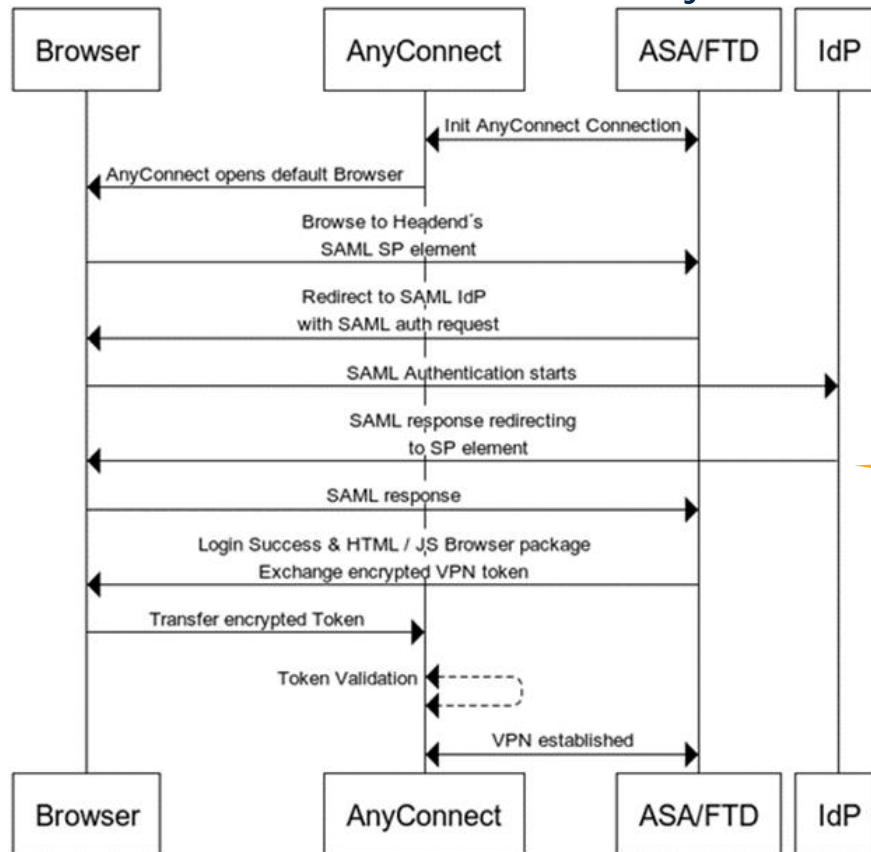 Browser AnyConnect ASA/FTD IdP
Init AnyConnect Connection
AnyConnect opens default Browser
Browse to Headend´s
SAML SP element
Redirect to SAML IdP
with SAML auth request
SAML Authentication starts
SAML response redirecting
to SP element
SAML response
Login Success & HTML / JS Browser package
Exchange encrypted VPN token
Transfer encrypted Token
Token Validation
VPN established
Browser AnyConnect ASA/FTD IdP